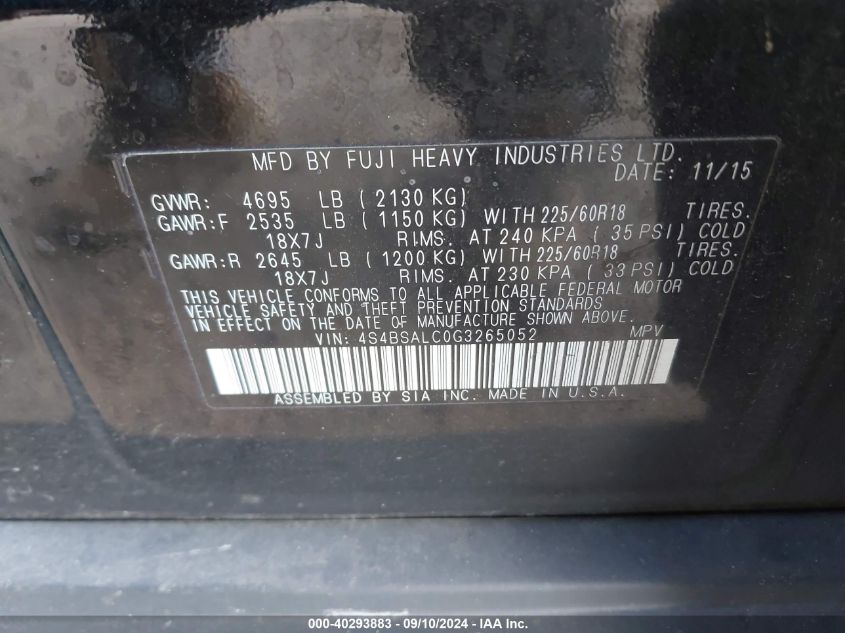 MFD BY FUJI HEAVY INDUSTRIES LTD.
DATE: 11/15
GVWR: 4695 LB (2130 KG)
GAWR:F 2535 LB (1150 KG) WITH 225/60R18 TIRES.
18X7J RIMS. AT 240 KPA (35 PSI) COLD
GAWR:R 2645 LB (1200 KG) WITH 225/60R18 TIRES.
18X7J RIMS. AT 230 KPA (33 PSI) COLD
THIS VEHICLE CONFORMS TO ALL APPLICABLE FEDERAL MOTOR
VEHICLE SAFETY AND THEFT PREVENTION STANDARDS
IN EFFECT ON THE DATE OF MANUFACTURE SHOWN ABOVE.
VIN: 4S4BSALC0G3265052 MPV
ASSEMBLED BY SIA INC. MADE IN U.S.A.
000-40293883 - 09/10/2024 - IAA Inc.